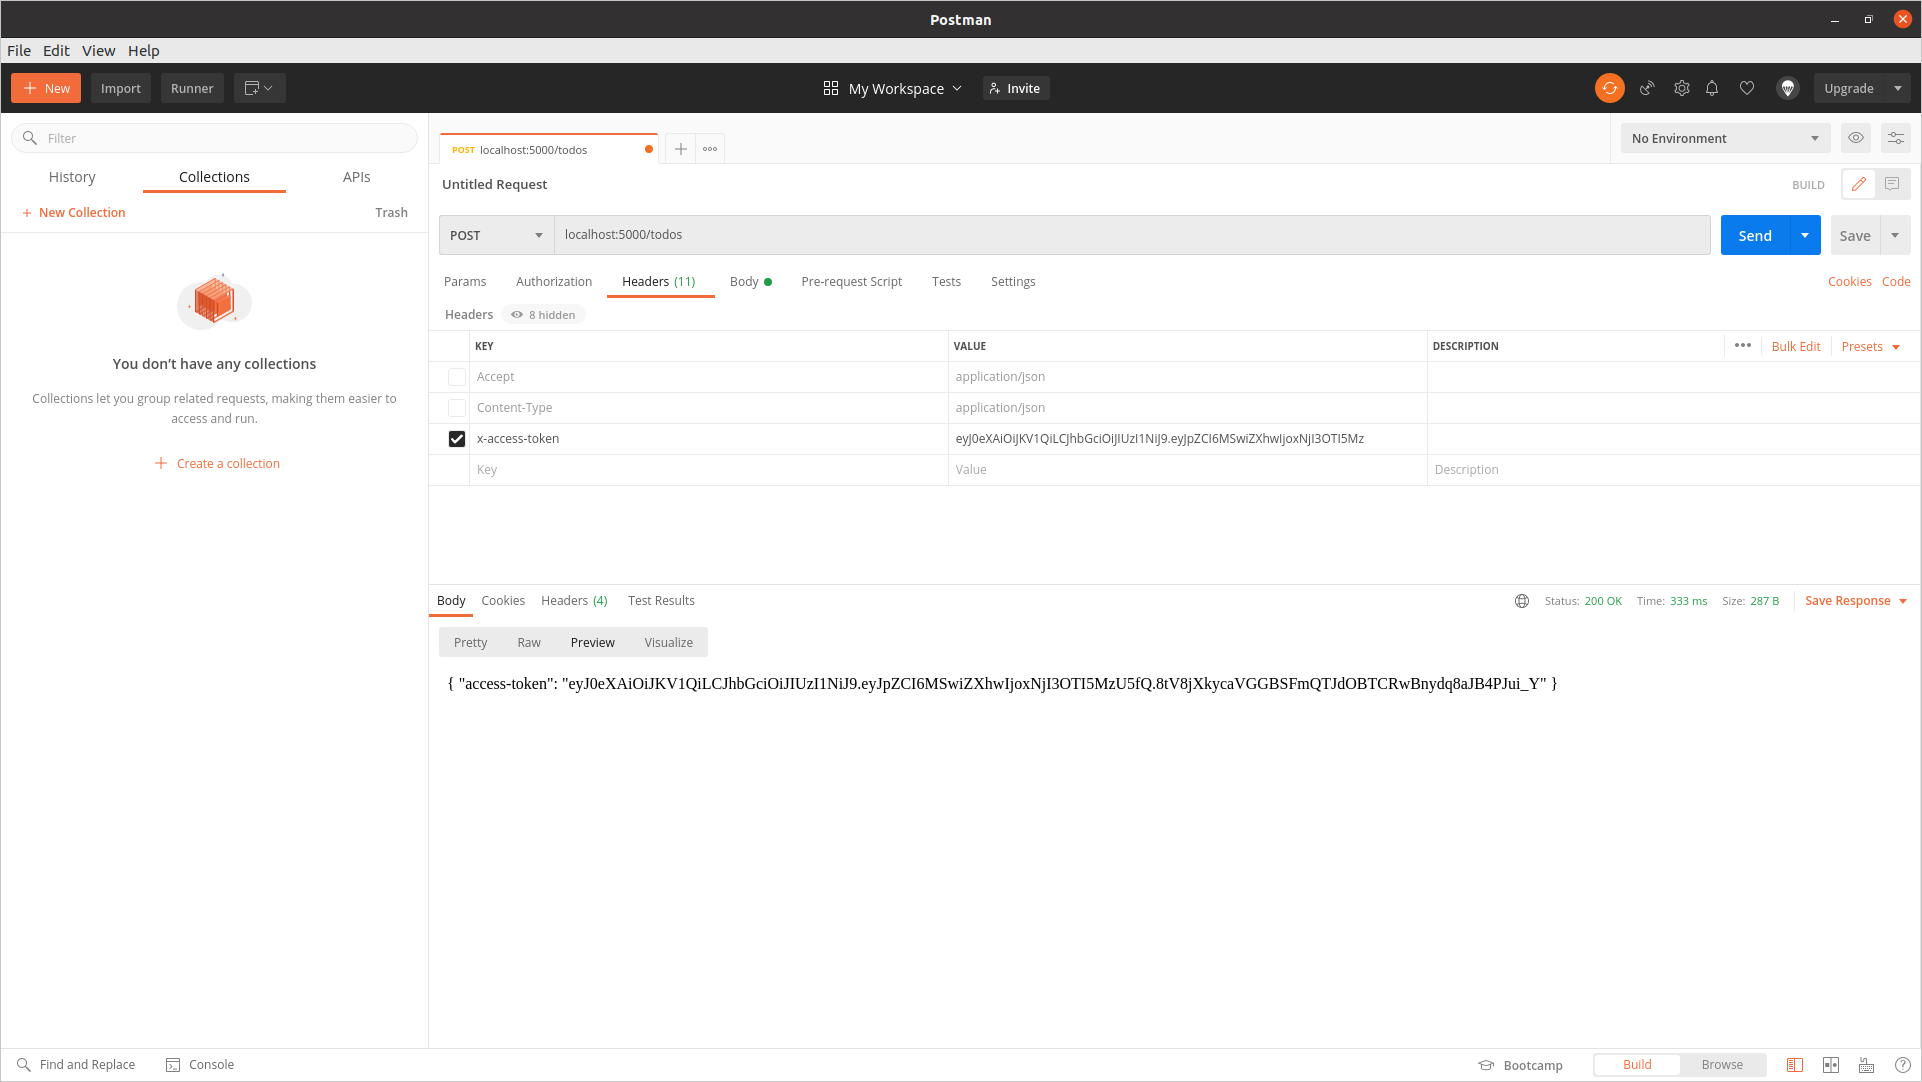 Postman
File Edit View Help
New Import Runner My Workspace Invite Upgrade
Filter
History Collections APIs
New Collection Trash
You don’t have any collections
Collections let you group related requests, making them easier to
access and run.
Create a collection
POST localhost:5000/todos No Environment
Untitled Request BUILD
POST localhost:5000/todos Send Save
Params Authorization Headers (11) Body Pre-request Script Tests Settings Cookies Code
Headers 8 hidden
KEY VALUE DESCRIPTION Bulk Edit Presets
Accept application/json
Content-Type application/json
x-access-token eyJ0eXAiOiJKV1QiLCJhbGciOiJIUzI1NiJ9.eyJpZCI6MSwiZXhwIjoxNjI3OTI5Mz
Key Value Description
Body Cookies Headers (4) Test Results Status: 200 OK Time: 333 ms Size: 287 B Save Response
Pretty Raw Preview Visualize
{ "access-token": "eyJ0eXAiOiJKV1QiLCJhbGciOiJIUzI1NiJ9.eyJpZCI6MSwiZXhwIjoxNjI3OTI5MzU5fQ.8tV8jXkycaVGGBSFmQTJdOBTCRwBnydq8aJB4PJui_Y" }
Find and Replace Console Bootcamp Build Browse